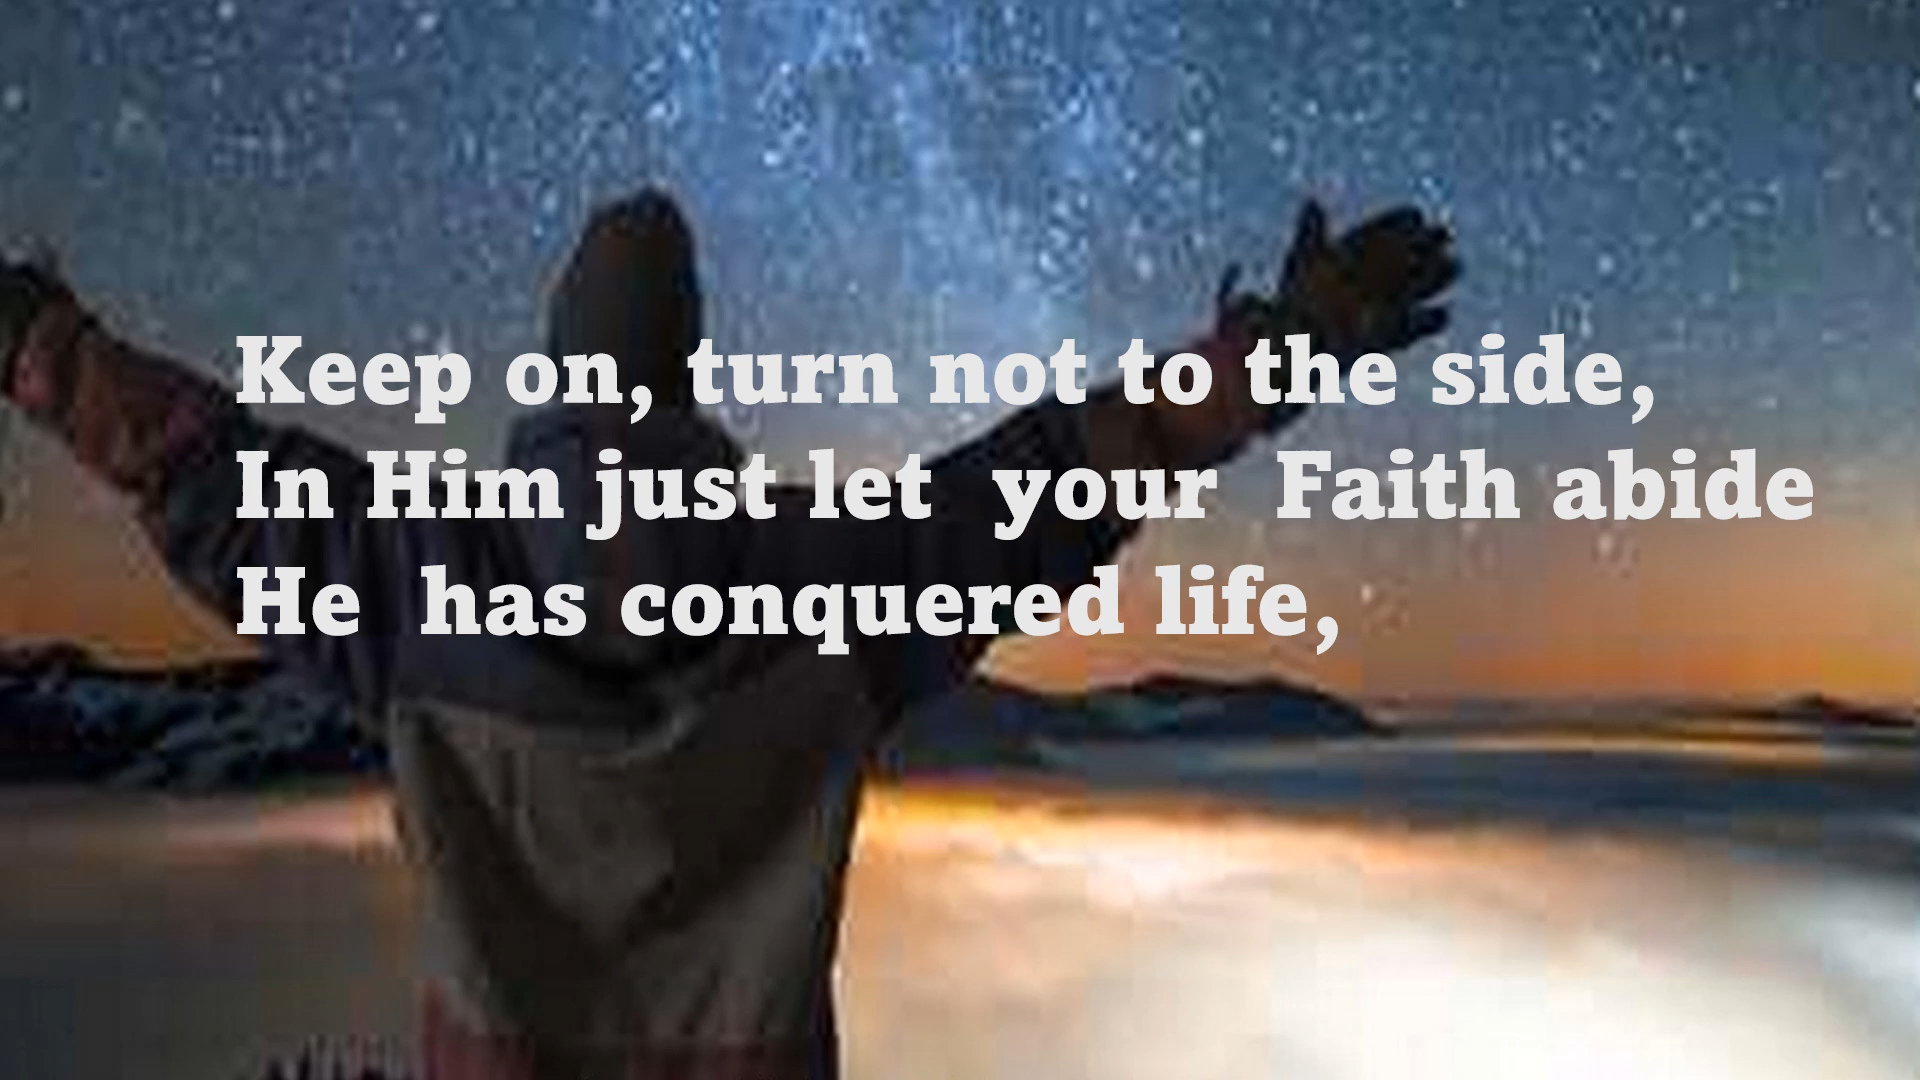 Keep on, turn not to the side,
In Him just let your Faith abide
He has conquered life,